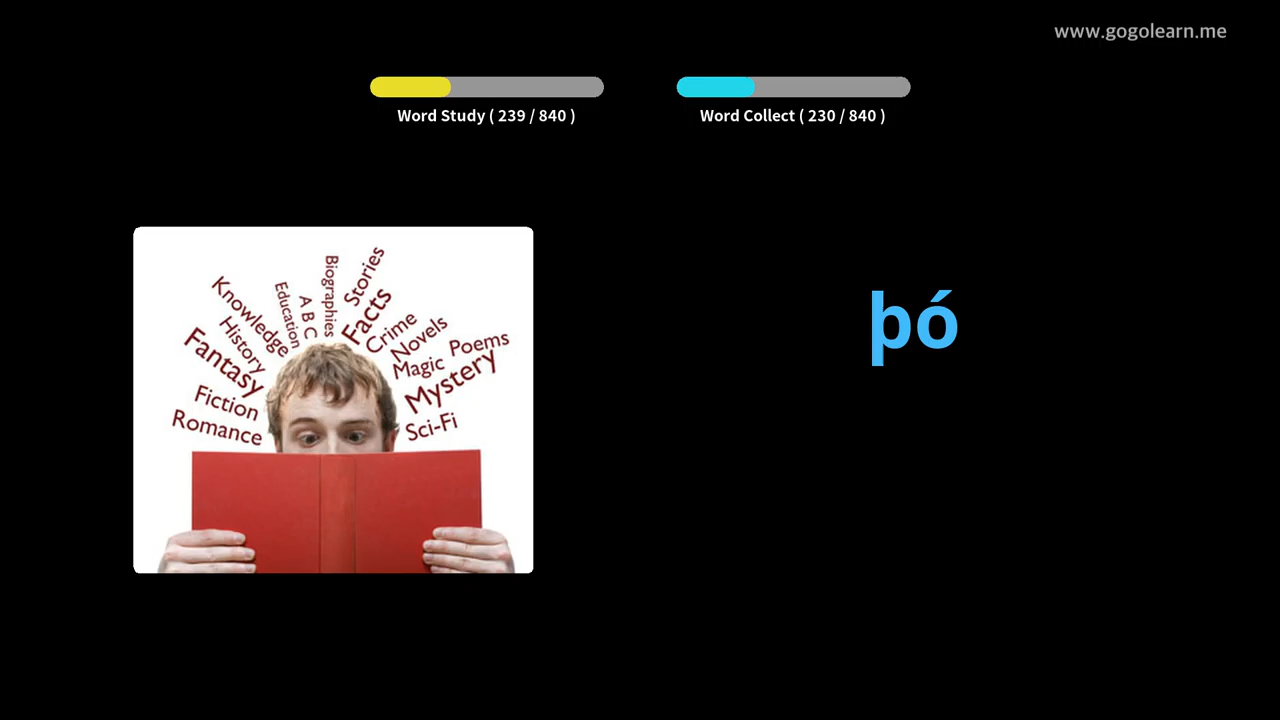 www.gogolearn.me
Word Study ( 239 / 840 )
Word Collect ( 230 / 840 )
þó
Biographies
Stories
Education
A B C
Facts
Knowledge
Crime
History
Novels
Poems
Fantasy
Magic
Mystery
Fiction
Romance
Sci-Fi